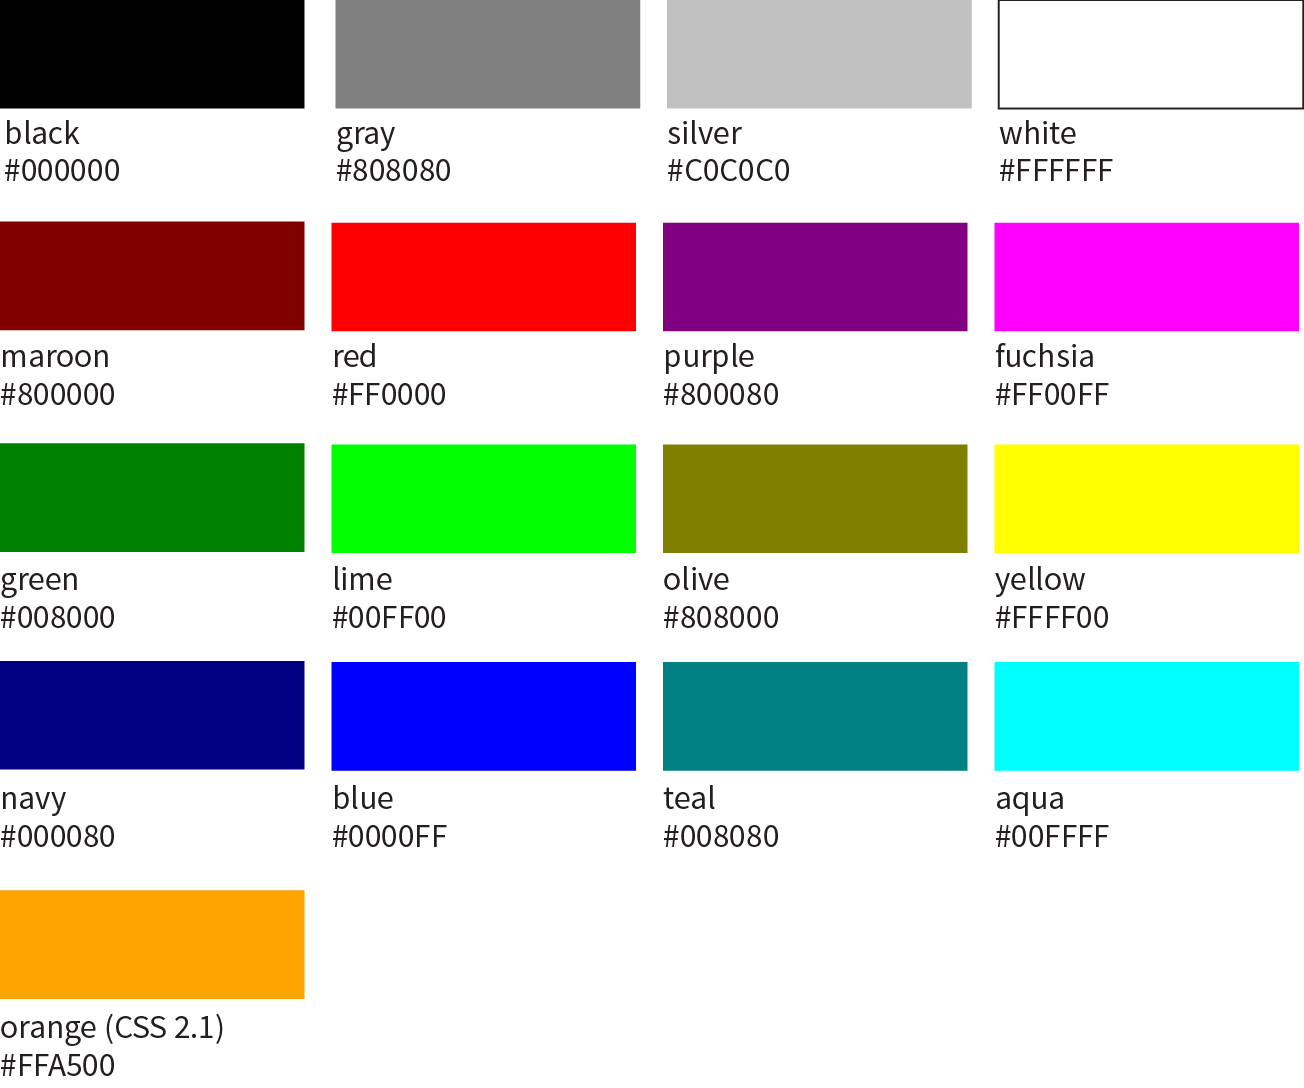 black
#000000
gray
#808080
silver
#C0C0C0
white
#FFFFFF
maroon
#800000
red
#FF0000
purple
#800080
fuchsia
#FF00FF
green
#008000
lime
#00FF00
olive
#808000
yellow
#FFFF00
navy
#000080
blue
#0000FF
teal
#008080
aqua
#00FFFF
orange (CSS 2.1)
#FFA500